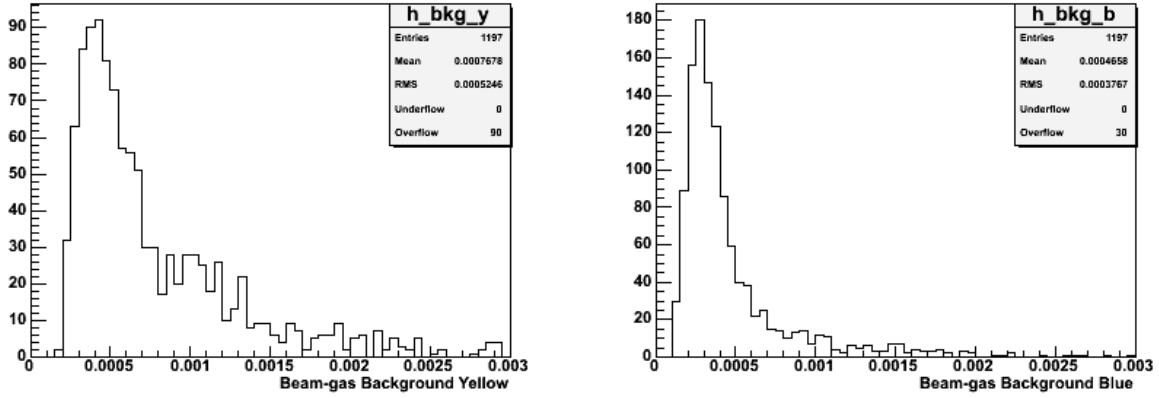 h_bkg_y
Entries 1197
Mean 0.0007678
RMS 0.0005246
Underflow 0
Overflow 90
90
80
70
60
50
40
30
20
10
0
0 0.0005 0.001 0.0015 0.002 0.0025 0.003
Beam-gas Background Yellow
h_bkg_b
Entries 1197
Mean 0.0004658
RMS 0.0003767
Underflow 0
Overflow 30
180
160
140
120
100
80
60
40
20
0
0 0.0005 0.001 0.0015 0.002 0.0025 0.003
Beam-gas Background Blue